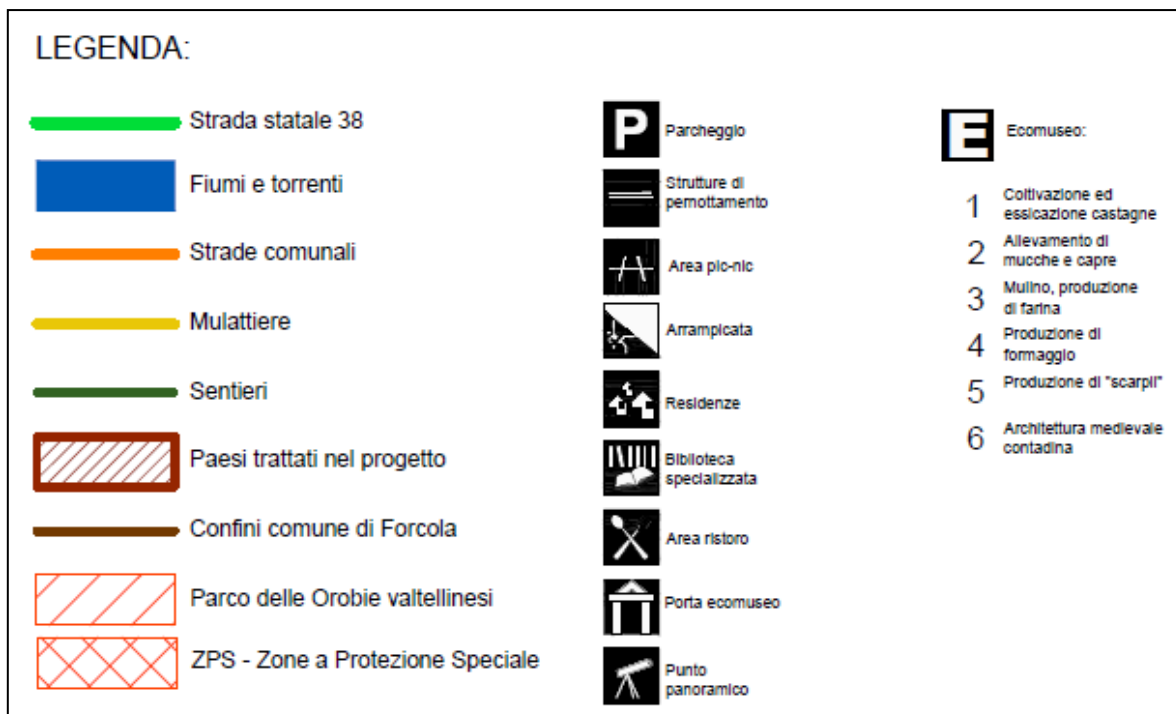 LEGENDA:
Strada statale 38
Fiumi e torrenti
Strade comunali
Mulattiere
Sentieri
Paesi trattati nel progetto
Confini comune di Forcola
Parco delle Orobie valtellinesi
ZPS - Zone a Protezione Speciale
P
Parcheggio
Strutture di
pernottamento
Area pic-nic
Arrampicata
Residenze
Biblioteca
specializzata
Area ristoro
Porta ecomuseo
Punto
panoramico
E Ecomuseo:
1 Coltivazione ed
essicazione castagne
2 Allevamento di
mucche e capre
3 Mulino, produzione
di farina
4 Produzione di
formaggio
5 Produzione di "scarpii"
6 Architettura medievale
contadina